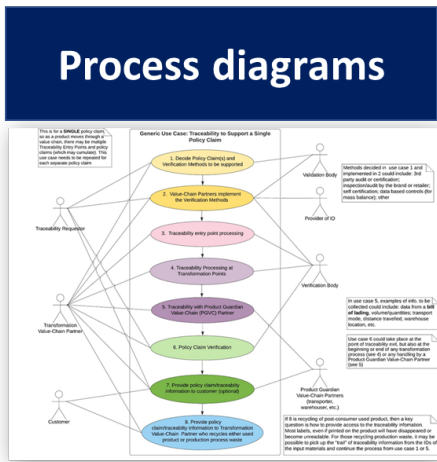 Process diagrams
This is for a SINGLE policy claim,
so as a product moves through a
value chain, there may be multiple
Traceability Entry Points and policy
claims (which may cumulate). This
use case needs to be repeated for
each separate policy claim
Generic Use Case: Traceability to Support a Single
Policy Claim
1. Decide Policy Claim(s) and
Verification Methods to be supported
Validation Body
Methods decided in use case 1 and
implemented in 2 could include: 3rd
party audit or certification;
inspection/audit by the brand or retailer;
self certification; data based controls (for
mass balance); other
2. Value-Chain Partners implement
the Verification Methods
Provider of ID
Traceability Requestor
3. Traceability entry point processing
4. Traceability Processing at
Transformation Points
Verification Body
5. Traceability with Product Guardian
Value-Chain (PGVC) Partner
In use case 5, examples of info. to be
collected could include: data from a bill
of lading, volume/quantities; transport
mode, distance travelled, warehouse
location, etc.
Transformation
Value-Chain Partner
6. Policy Claim Verification
Use case 6 could take place at the
point of traceability exit, but also at the
beginning or end of any transformation
process (see 4) or any handling by a
Product Guardian Value-Chain Partner
(see 5)
7. Provide policy claim/traceability
information to customer (optional)
Product Guardian
Value-Chain Partners
(transporter,
warehouser, etc.)
Customer
8. Provide policy
claim/traceability information to Transformation
Value-Chain Partner who recycles either used
product or production process waste
If 8 is recycling of post-consumer used product, then a key
question is how to provide access to the traceability information.
Most labels, even if printed on the product will have disappeared or
become unreadable. For those recycling production waste, it may be
possible to pick up the "trail" of traceability information from the IDs of
the input materials and continue the process from use case 1 or 5.